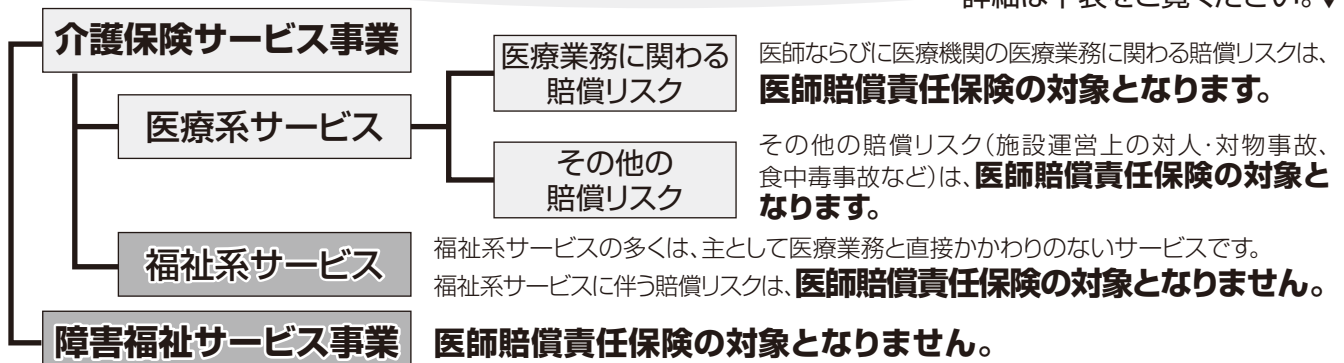 詳細は下表をご覧ください。▼
介護保険サービス事業
医療系サービス
医療業務に関わる
賠償リスク
医師ならびに医療機関の医療業務に関わる賠償リスクは、
医師賠償責任保険の対象となります。
その他の
賠償リスク
その他の賠償リスク(施設運営上の対人・対物事故、
食中毒事故など)は、医師賠償責任保険の対象と
なります。
福祉系サービス
福祉系サービスの多くは、主として医療業務と直接かかわりのないサービスです。
福祉系サービスに伴う賠償リスクは、医師賠償責任保険の対象となりません。
障害福祉サービス事業
医師賠償責任保険の対象となりません。